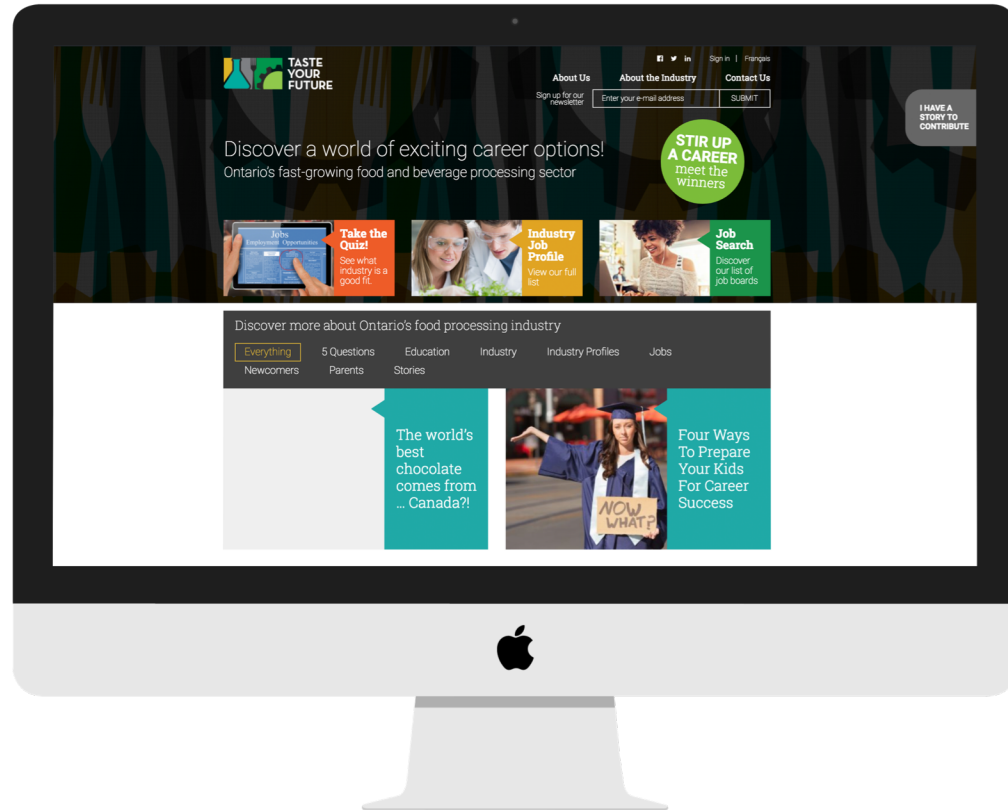 TASTE
YOUR
FUTURE
Sign in | Français
About Us
About the Industry
Contact Us
Sign up for our
newsletter
Enter your e-mail address
SUBMIT
I HAVE A
STORY TO
CONTRIBUTE
Discover a world of exciting career options!
Ontario's fast-growing food and beverage processing sector
STIR UP
A CAREER
meet the
winners
Jobs
Employment Opportunities
Take the
Quiz!
See what
industry is a
good fit.
Industry
Job
Profile
View our full
list
Job
Search
Discover
our list of
job boards
Discover more about Ontario's food processing industry
Everything
5 Questions
Education
Industry
Industry Profiles
Jobs
Newcomers
Parents
Stories
The world's
best
chocolate
comes from
... Canada?!
NOW
WHAT?
Four Ways
To Prepare
Your Kids
For Career
Success